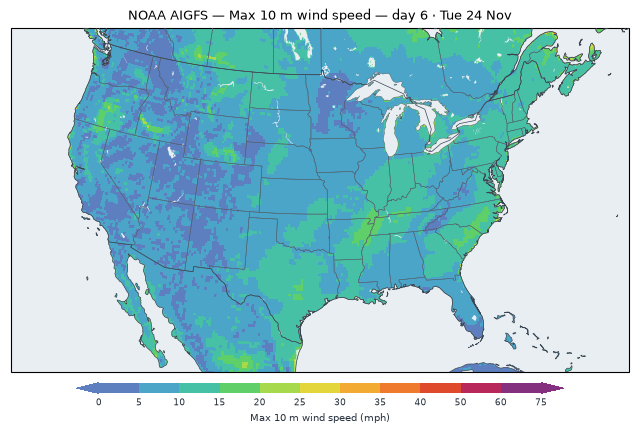 NOAA AIGFS — Max 10 m wind speed — day 6 · Tue 24 Nov
0 5 10 15 20 25 30 35 40 50 60 75
Max 10 m wind speed (mph)